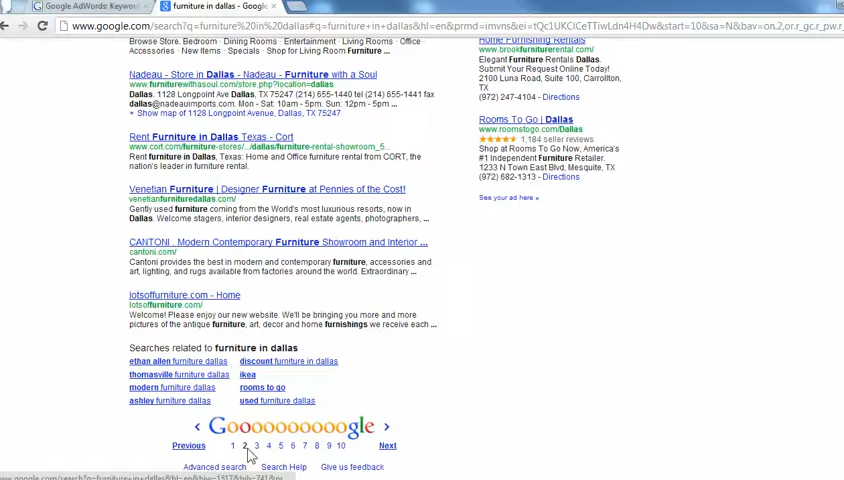 Google AdWords: Keyword
furniture in dallas - Google
www.google.com/search?q=furniture%20in%20dallas#q=furniture+in+dallas&hl=en&prmd=imvns&ei=tQc1UKCICeTTiwLdn4H4Dw&start=10&sa=N&bav=on.2,or.r_gc.r_pw.r_
Browse Store. Bedroom · Dining Rooms · Entertainment · Living Rooms · Office ·
Accessories · New Items · Specials · Shop for Living Room Furniture ...
Nadeau - Store in Dallas - Nadeau - Furniture with a Soul
www.furniturewithasoul.com/store.php?location=dallas
Dallas. 1128 Longpoint Ave Dallas, TX 75247 (214) 655-1440 tel (214) 655-1441 fax
dallas@nadeauimports.com. Mon - Sat: 10am - 5pm. Sun: 12pm - 5pm ...
+ Show map of 1128 Longpoint Avenue, Dallas, TX 75247
Rent Furniture in Dallas Texas - Cort
www.cort.com/furniture-stores/.../dallas/furniture-rental-showroom_5...
Rent furniture in Dallas, Texas: Home and Office furniture rental from CORT, the
nation's leader in furniture rental.
Venetian Furniture | Designer Furniture at Pennies of the Cost!
venetianfurnituredallas.com/
Gently used furniture coming from the World's most luxurious resorts, now in
Dallas. Welcome stagers, interior designers, real estate agents, photographers, ...
CANTONI . Modern Contemporary Furniture Showroom and Interior ...
cantoni.com/
Cantoni provides the best in modern and contemporary furniture, accessories and
art, lighting, and rugs available from factories around the world. Extraordinary ...
lotsoffurniture.com - Home
lotsoffurniture.com/
Welcome! Please enjoy our new website. We'll be bringing you more and more
pictures of the antique furniture, art, decor and home furnishings we receive each ...
Searches related to furniture in dallas
ethan allen furniture dallas discount furniture in dallas
thomasville furniture dallas ikea
modern furniture dallas rooms to go
ashley furniture dallas used furniture dallas
Goooooooooogle
Previous 1 2 3 4 5 6 7 8 9 10 Next
Advanced search Search Help Give us feedback
Home Furnishing Rentals
www.brookfurniturerental.com/
Elegant Furniture Rentals Dallas.
Submit Your Request Online Today!
2100 Luna Road, Suite 100, Carrollton,
TX
(972) 247-4104 - Directions
Rooms To Go | Dallas
www.roomstogo.com/Dallas
1,184 seller reviews
Shop at Rooms To Go Now, America's
#1 Independent Furniture Retailer.
1233 N Town East Blvd, Mesquite, TX
(972) 682-1313 - Directions
See your ad here »